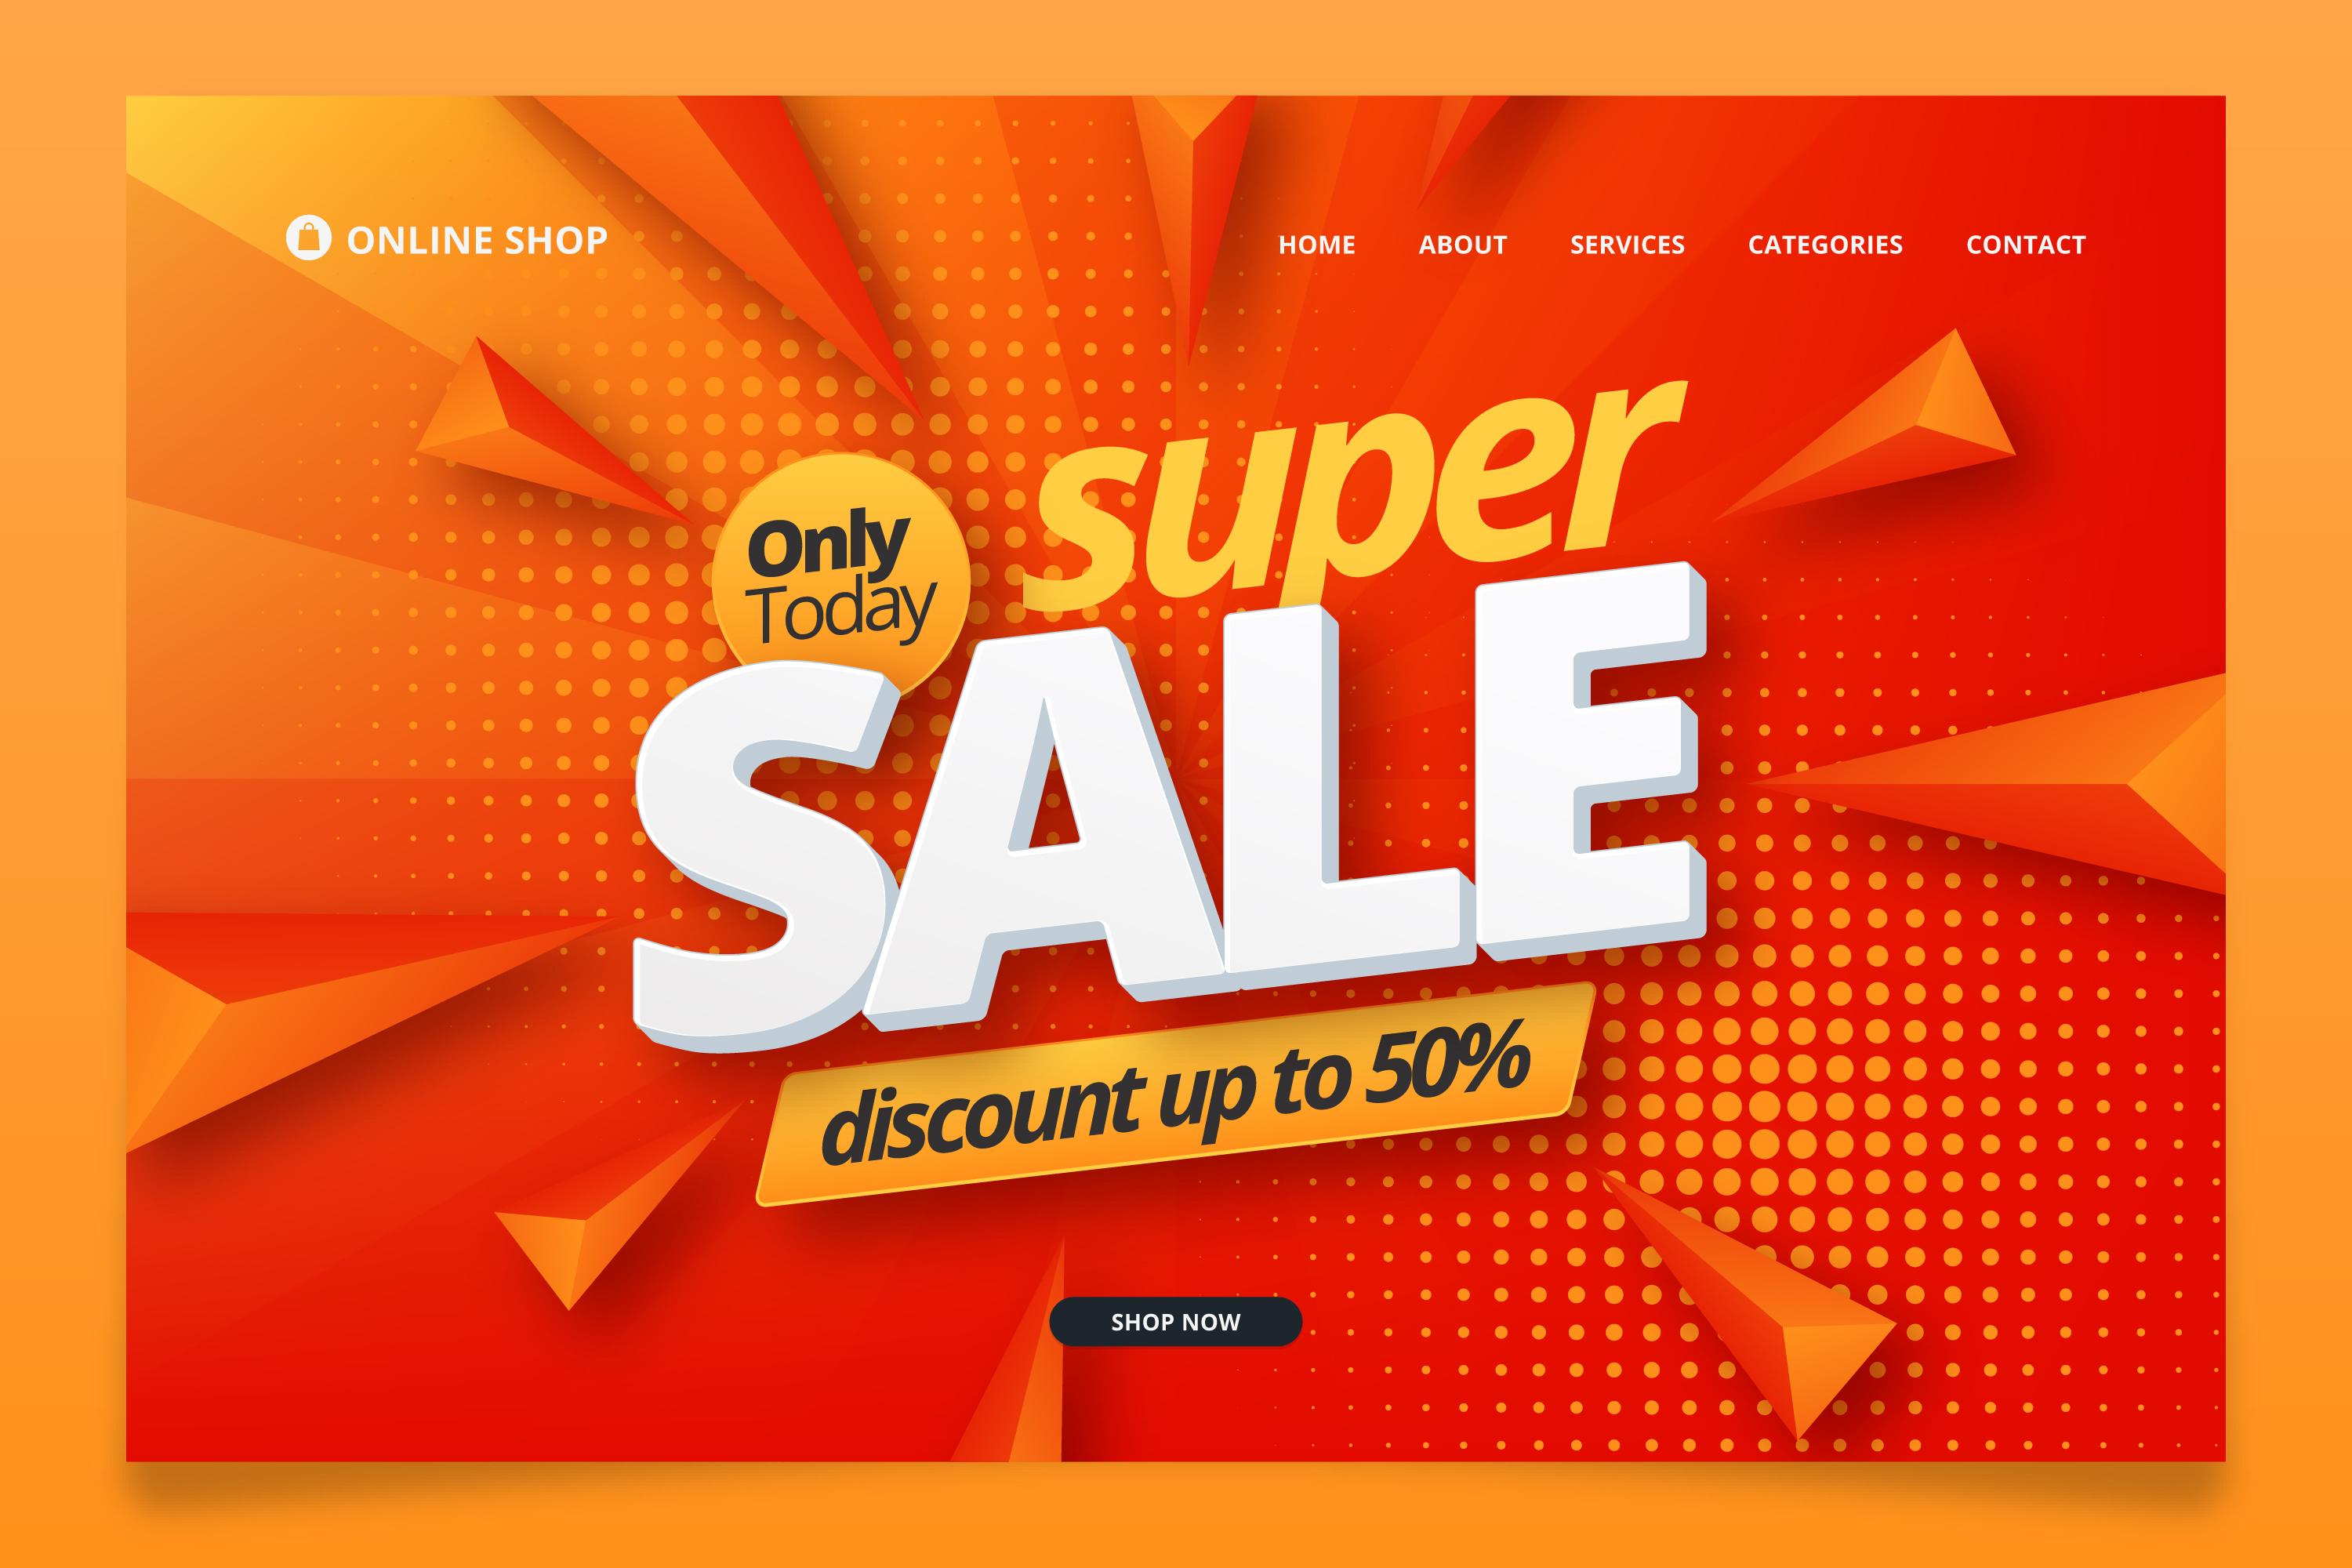 ONLINE SHOP
HOME ABOUT SERVICES CATEGORIES CONTACT
Only
Today
super
SALE
discount up to 50%
SHOP NOW